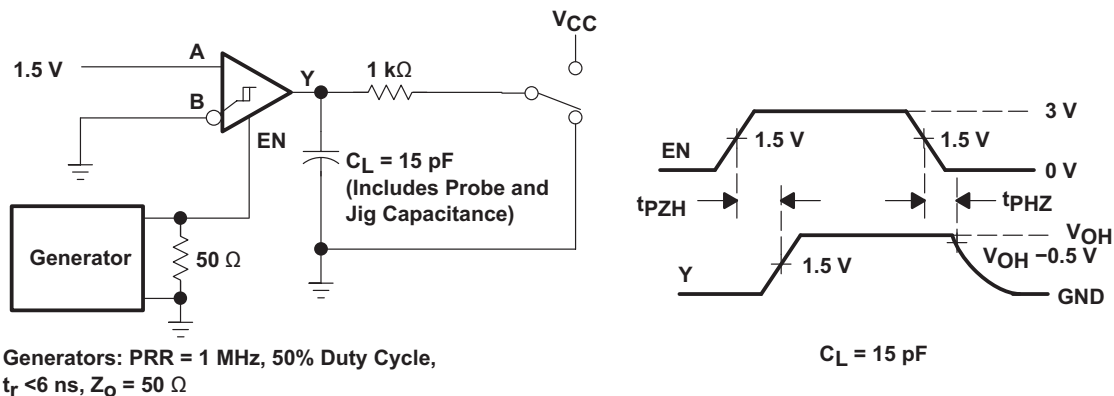 VCC
1.5 V
A
B
Y
EN
1 kΩ
CL = 15 pF
(Includes Probe and
Jig Capacitance)
Generator
50 Ω
Generators: PRR = 1 MHz, 50% Duty Cycle,
tr <6 ns, Zo = 50 Ω
EN
1.5 V
1.5 V
3 V
0 V
tPZH
tPHZ
Y
1.5 V
VOH
VOH −0.5 V
GND
CL = 15 pF